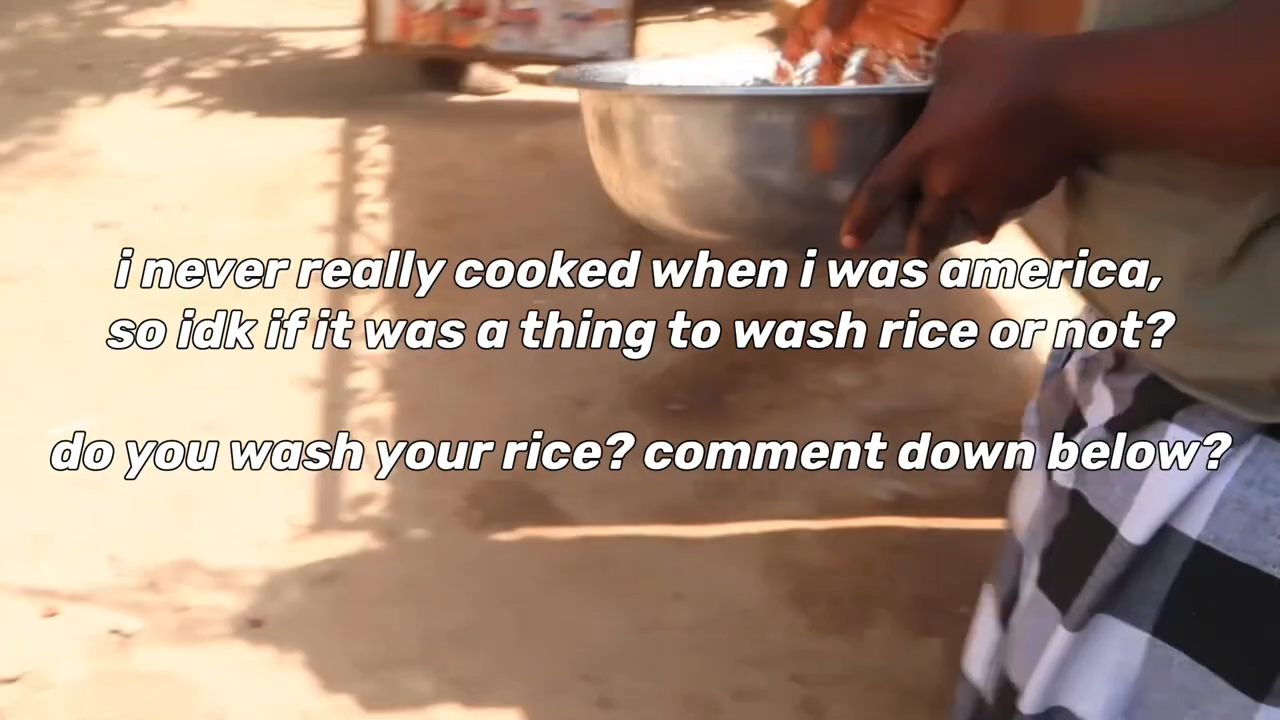 i never really cooked when i was america,
so idk if it was a thing to wash rice or not?
do you wash your rice? comment down below?